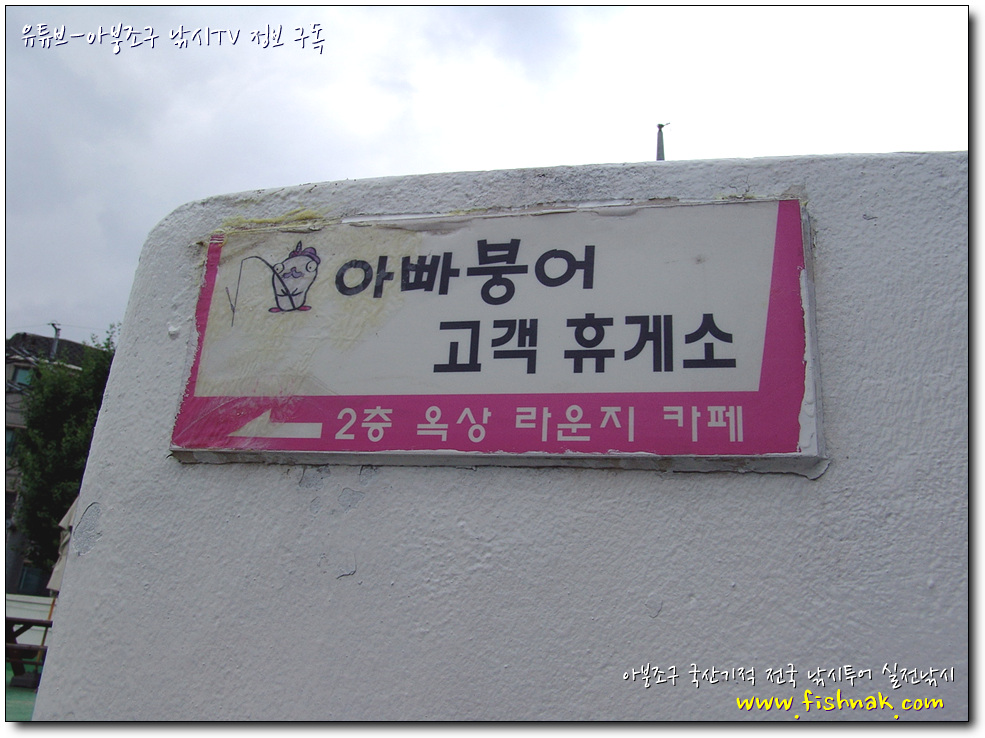 유튜브-아붕조구 낚시TV 정보 구독
아빠붕어
고객 휴게소
2층 옥상 라운지 카페
아붕조구 국산기적 전국 낚시투어 실전낚시
www.fishnak.com